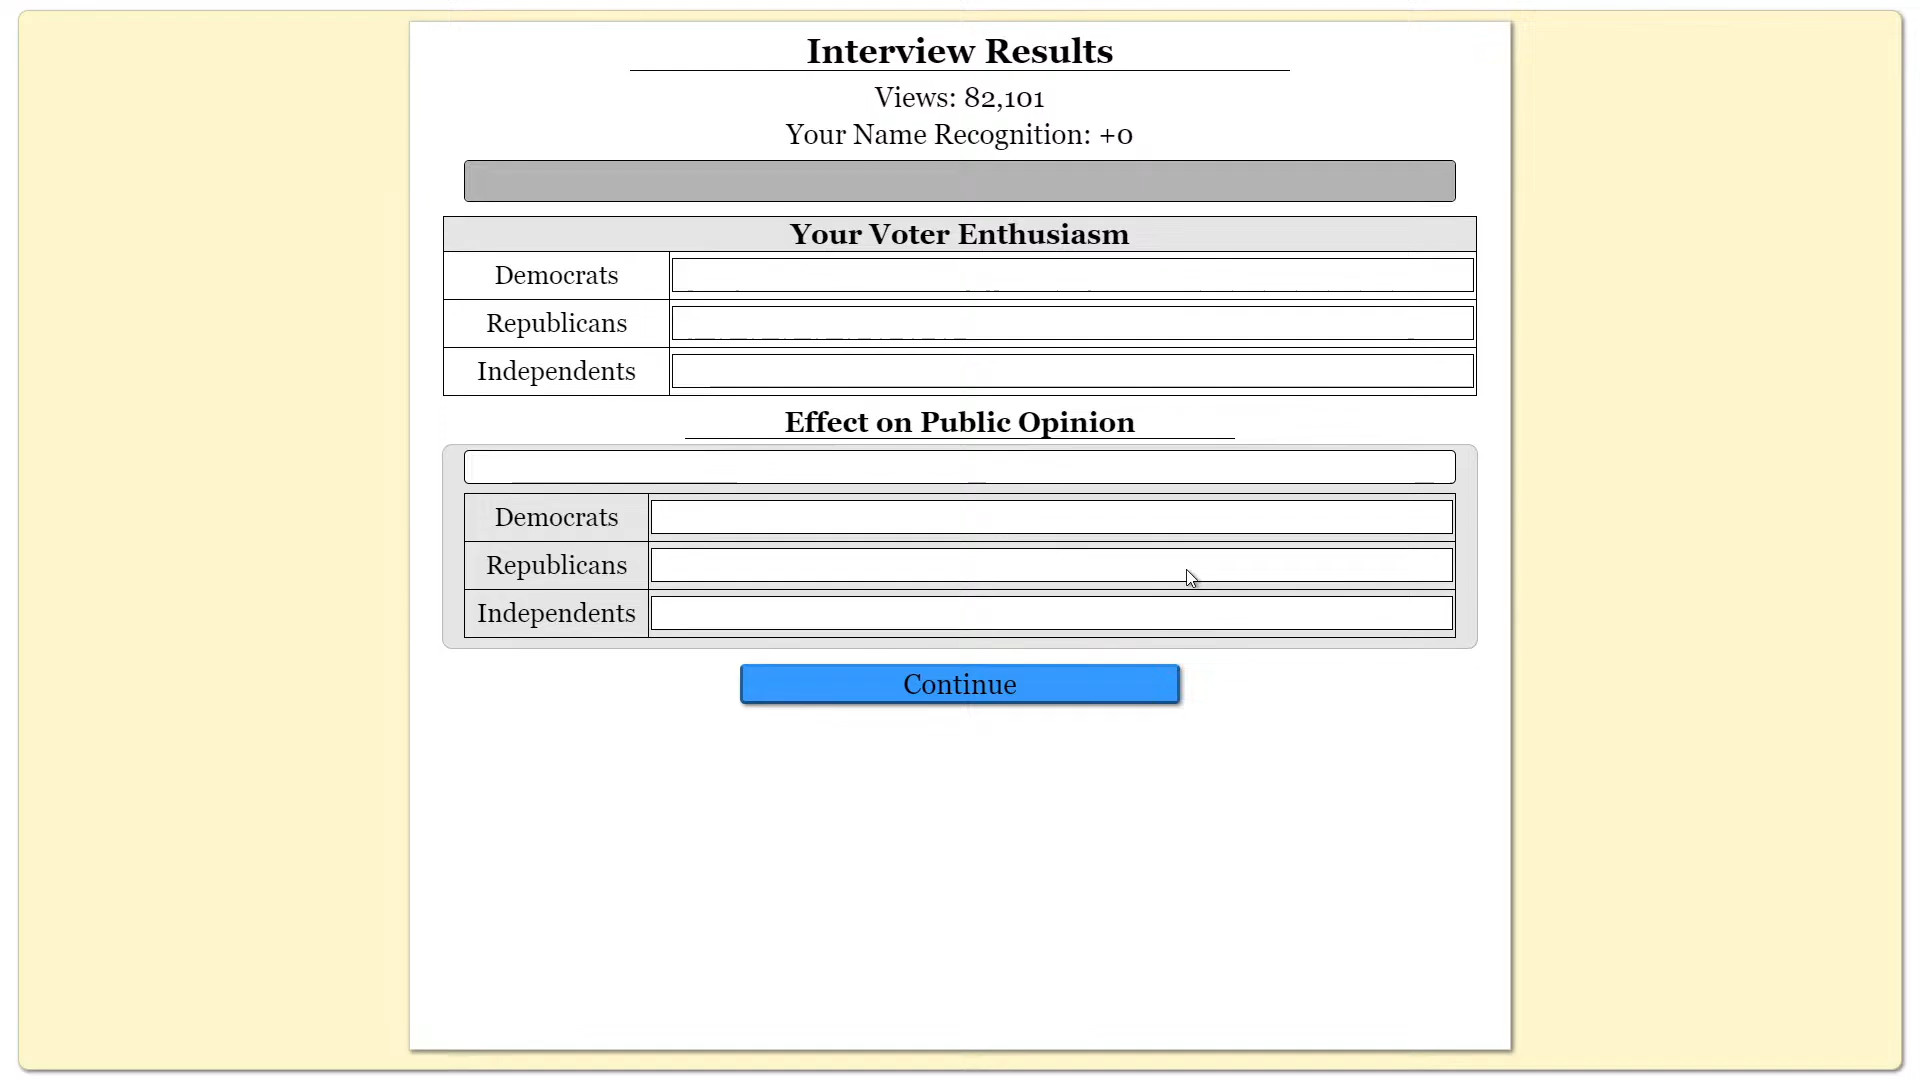 Interview Results
Views: 82,101
Your Name Recognition: +0
Your Voter Enthusiasm
Democrats
Republicans
Independents
Effect on Public Opinion
Democrats
Republicans
Independents
Continue